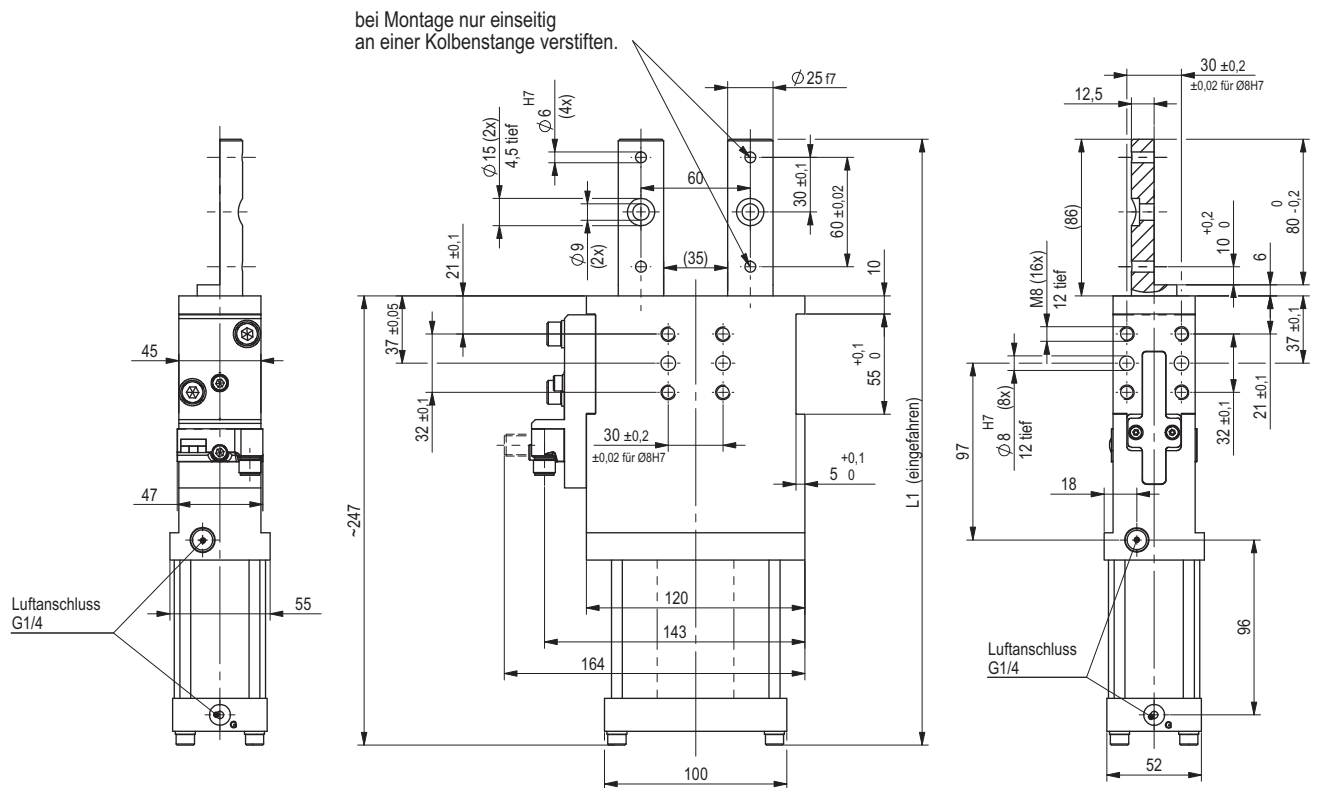 bei Montage nur einseitig
an einer Kolbenstange verstiften.
Ø 25 f7
30 ±0,2
±0,02 für Ø8H7
12,5
H7
Ø 6
(4x)
Ø 15 (2x)
4,5 tief
60
30 ±0,1
60 ±0,02
Ø 9
(2x)
(35)
(86)
0
80 -0,2
+0,2
10 0
6
10
21 ±0,1
37 ±0,05
32 ±0,1
M8 (16x)
12 tief
37 ±0,1
45
+0,1
55 0
H7
Ø 8 (8x)
12 tief
32 ±0,1
21 ±0,1
30 ±0,2
±0,02 für Ø8H7
+0,1
5 0
L1 (eingefahren)
97
18
47
~247
Luftanschluss
G1/4
55
120
143
164
G
100
Luftanschluss
G1/4
96
G
52